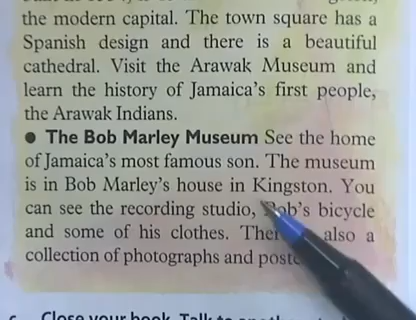 the modern capital. The town square has a
Spanish design and there is a beautiful
cathedral. Visit the Arawak Museum and
learn the history of Jamaica's first people,
the Arawak Indians.
● The Bob Marley Museum See the home
of Jamaica's most famous son. The museum
is in Bob Marley's house in Kingston. You
can see the recording studio, Bob's bicycle
and some of his clothes. also a
collection of photographs and
Close your book. Talk to